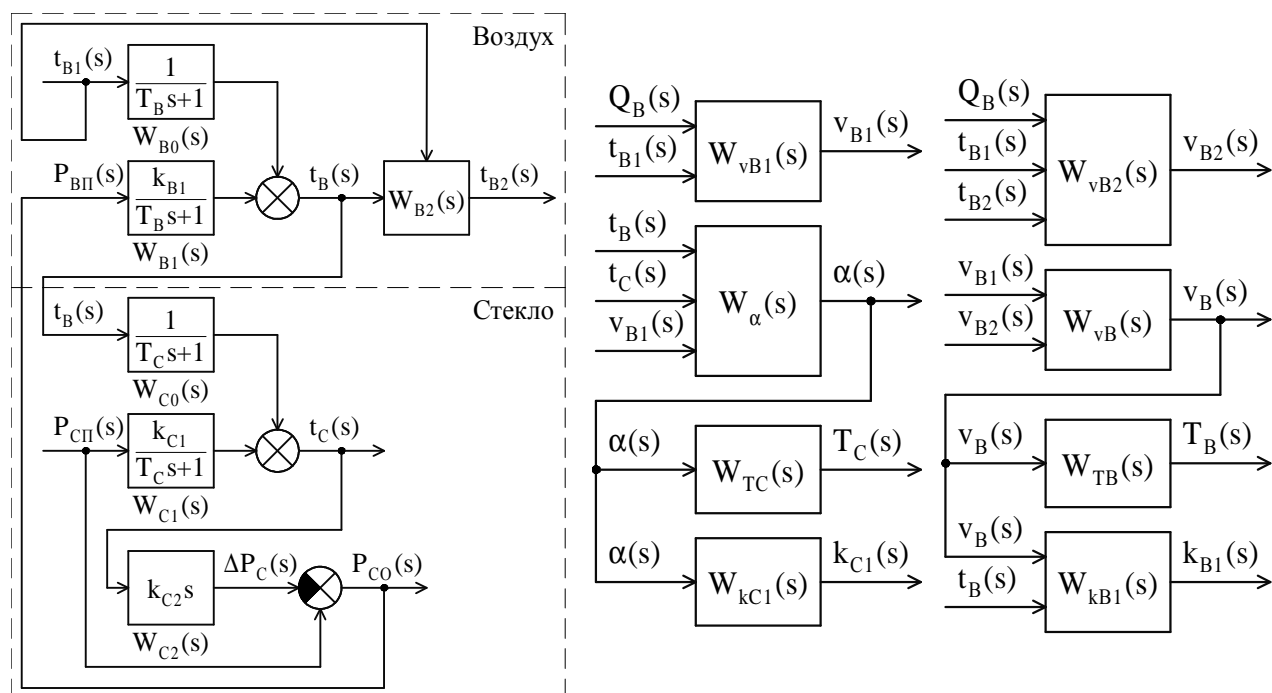 Воздух
t_B1(s)
1
T_B s+1
W_B0(s)
P_ВП(s)
k_B1
T_B s+1
W_B1(s)
t_B(s)
W_B2(s)
t_B2(s)
Стекло
t_B(s)
1
T_C s+1
W_C0(s)
P_СП(s)
k_C1
T_C s+1
W_C1(s)
t_C(s)
k_C2 s
W_C2(s)
ΔP_C(s)
P_CO(s)
Q_B(s)
t_B1(s)
W_vB1(s)
v_B1(s)
t_B(s)
t_C(s)
v_B1(s)
W_α(s)
α(s)
α(s)
W_TC(s)
T_C(s)
α(s)
W_kC1(s)
k_C1(s)
Q_B(s)
t_B1(s)
t_B2(s)
W_vB2(s)
v_B2(s)
v_B1(s)
v_B2(s)
W_vB(s)
v_B(s)
v_B(s)
W_TB(s)
T_B(s)
v_B(s)
t_B(s)
W_kB1(s)
k_B1(s)